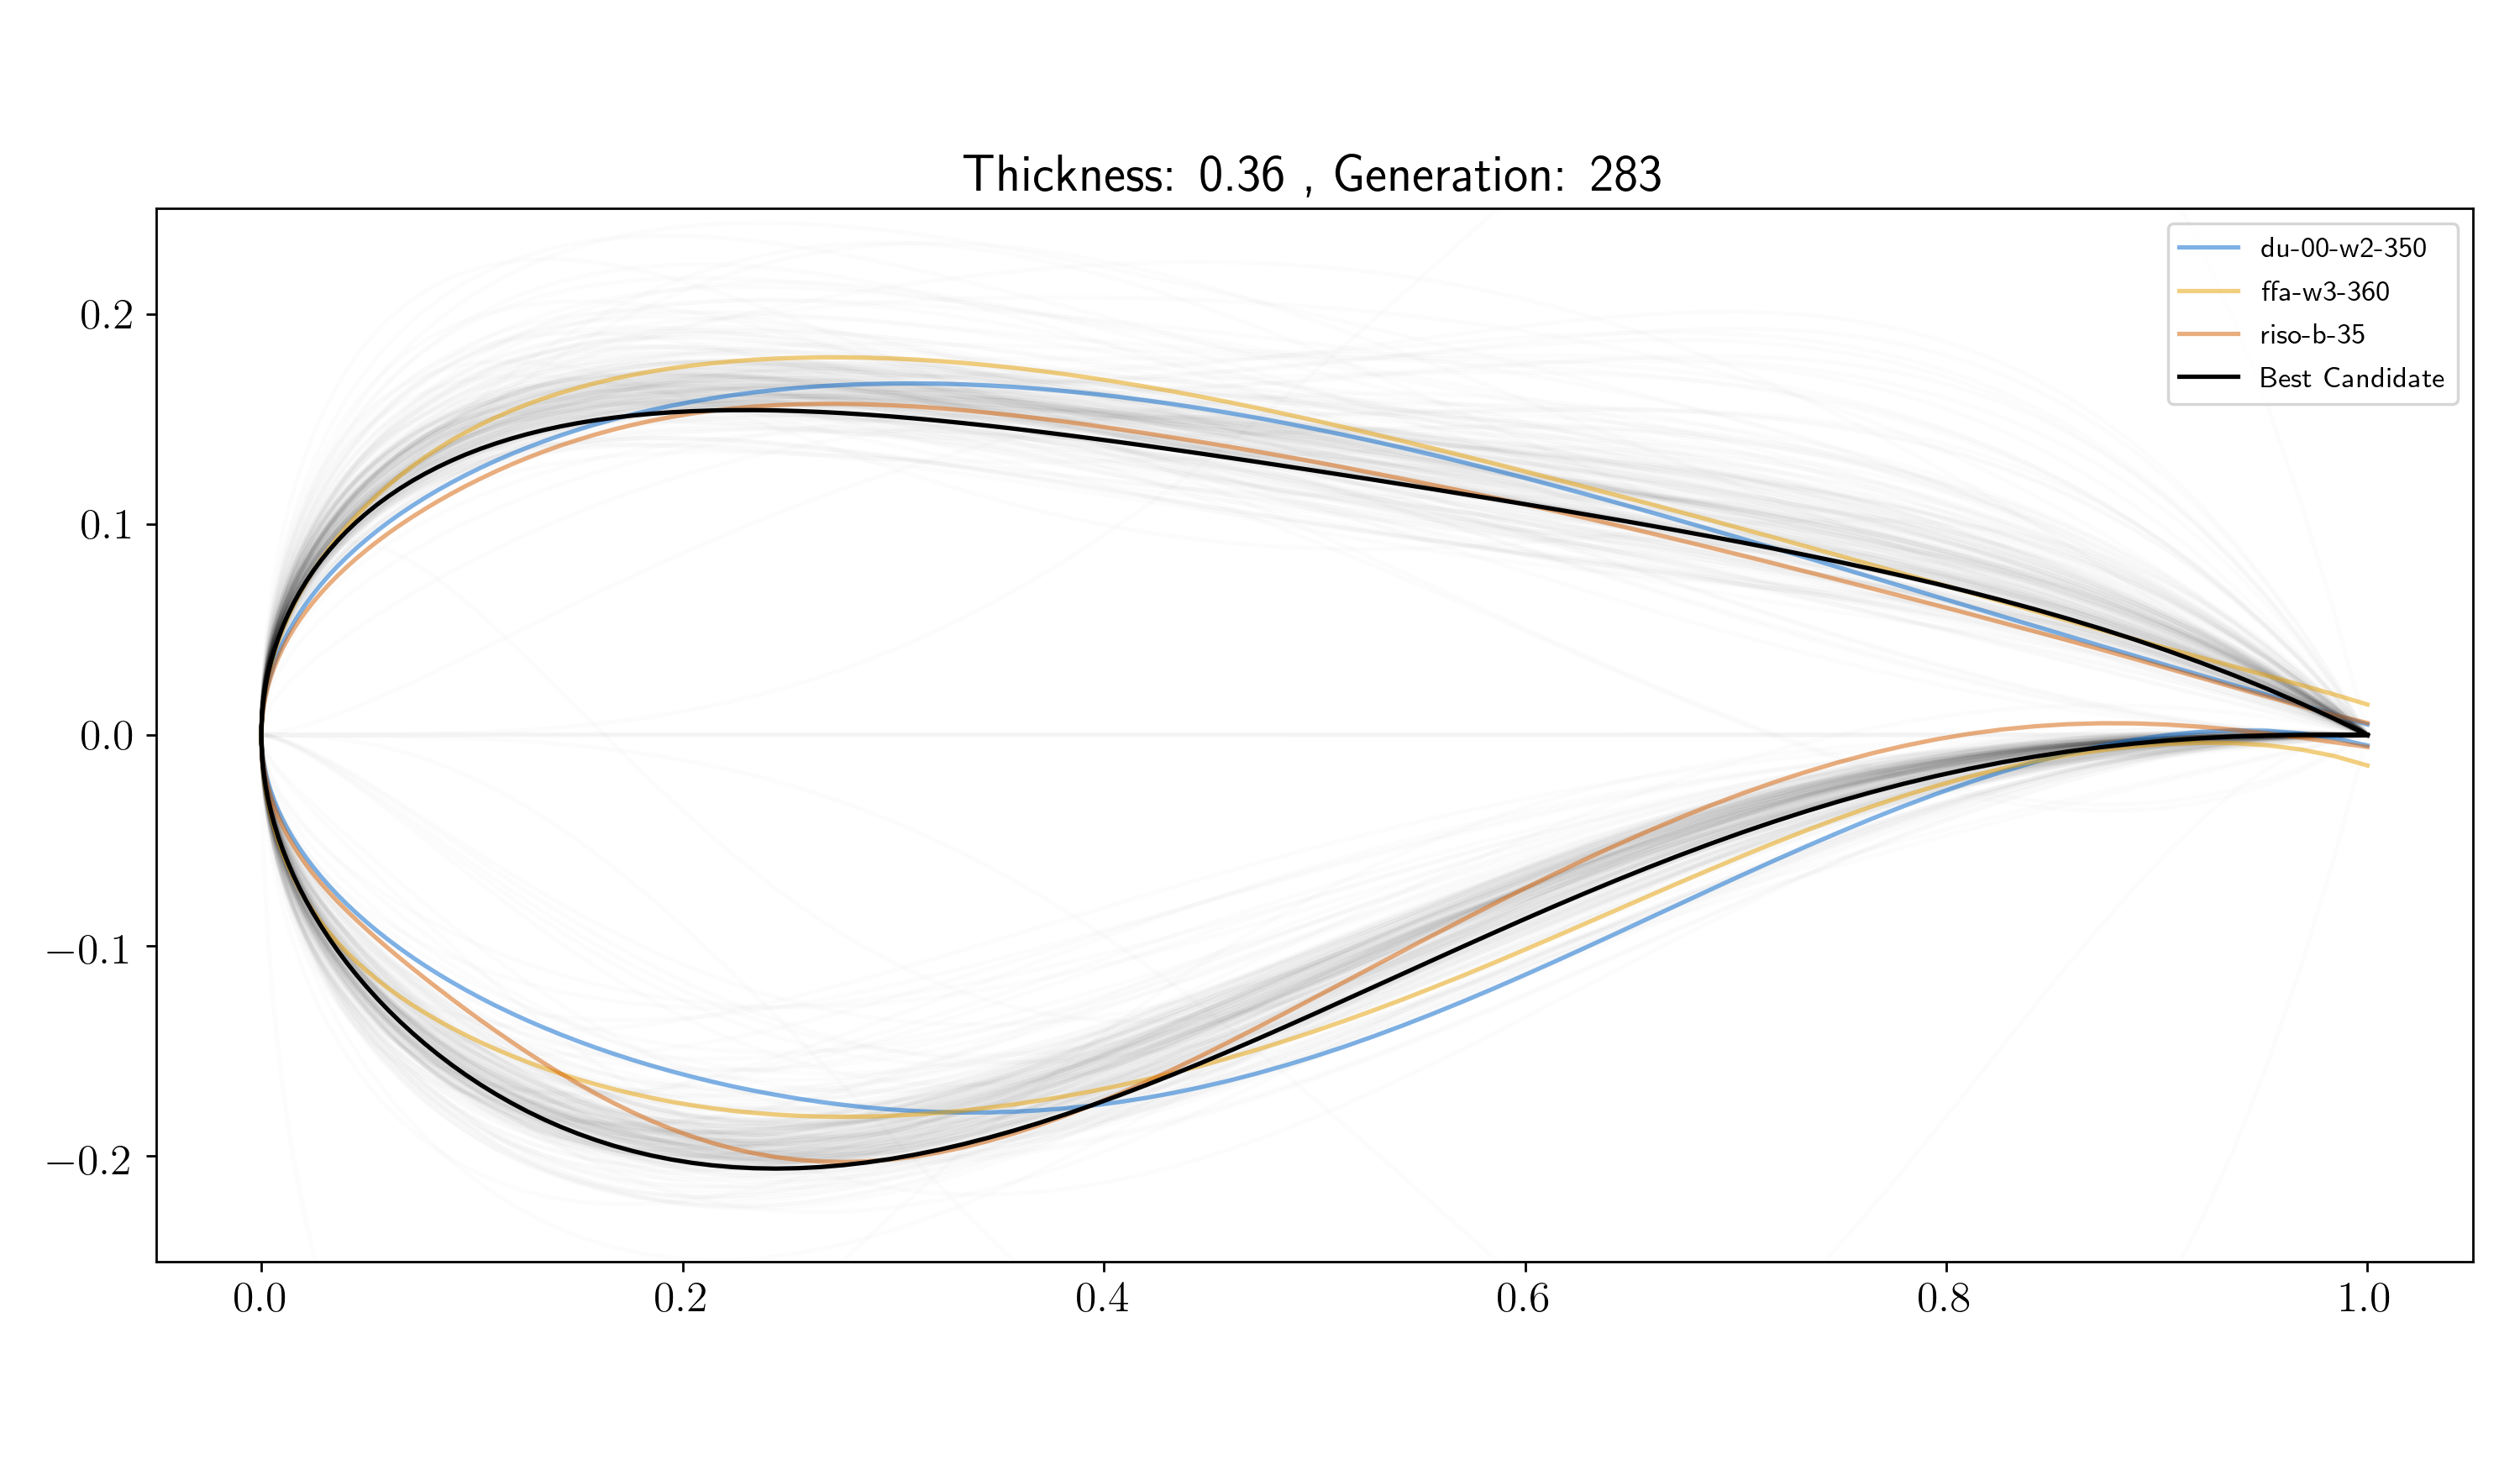 Thickness: 0.36 , Generation: 283
du-00-w2-350
ffa-w3-360
riso-b-35
Best Candidate
0.2
0.1
0.0
−0.1
−0.2
0.0 0.2 0.4 0.6 0.8 1.0